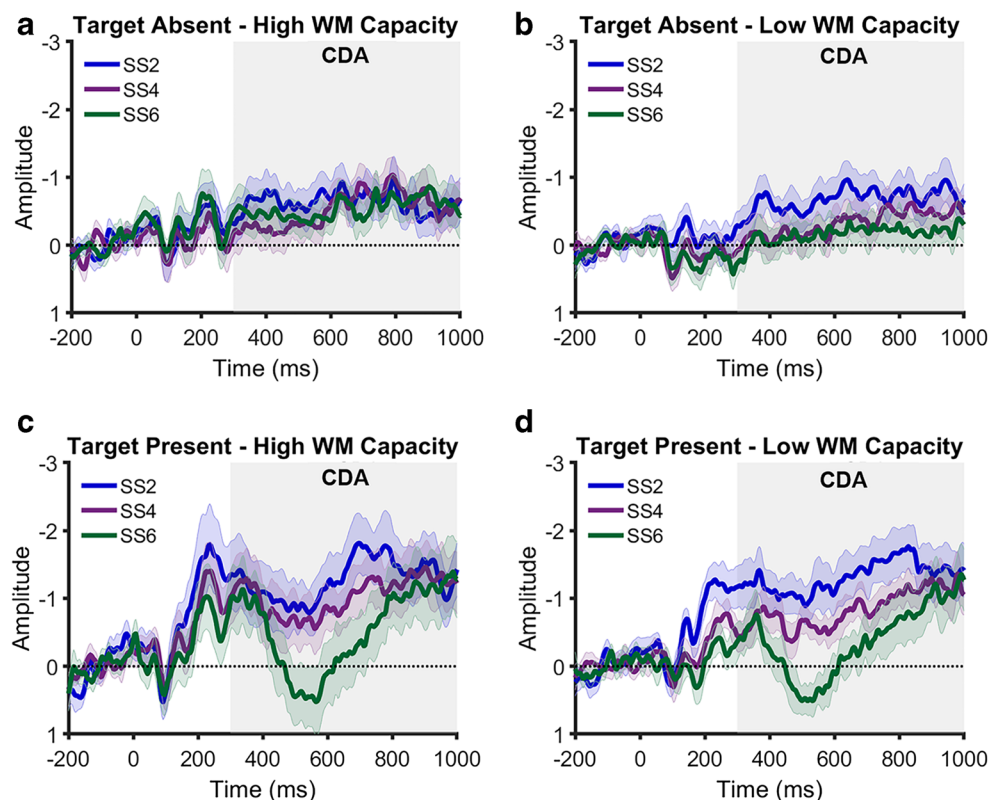 a
Target Absent - High WM Capacity
CDA
SS2
SS4
SS6
Amplitude
-3
-2
-1
0
1
-200 0 200 400 600 800 1000
Time (ms)
b
Target Absent - Low WM Capacity
CDA
SS2
SS4
SS6
Amplitude
-3
-2
-1
0
1
-200 0 200 400 600 800 1000
Time (ms)
c
Target Present - High WM Capacity
CDA
SS2
SS4
SS6
Amplitude
-3
-2
-1
0
1
-200 0 200 400 600 800 1000
Time (ms)
d
Target Present - Low WM Capacity
CDA
SS2
SS4
SS6
Amplitude
-3
-2
-1
0
1
-200 0 200 400 600 800 1000
Time (ms)